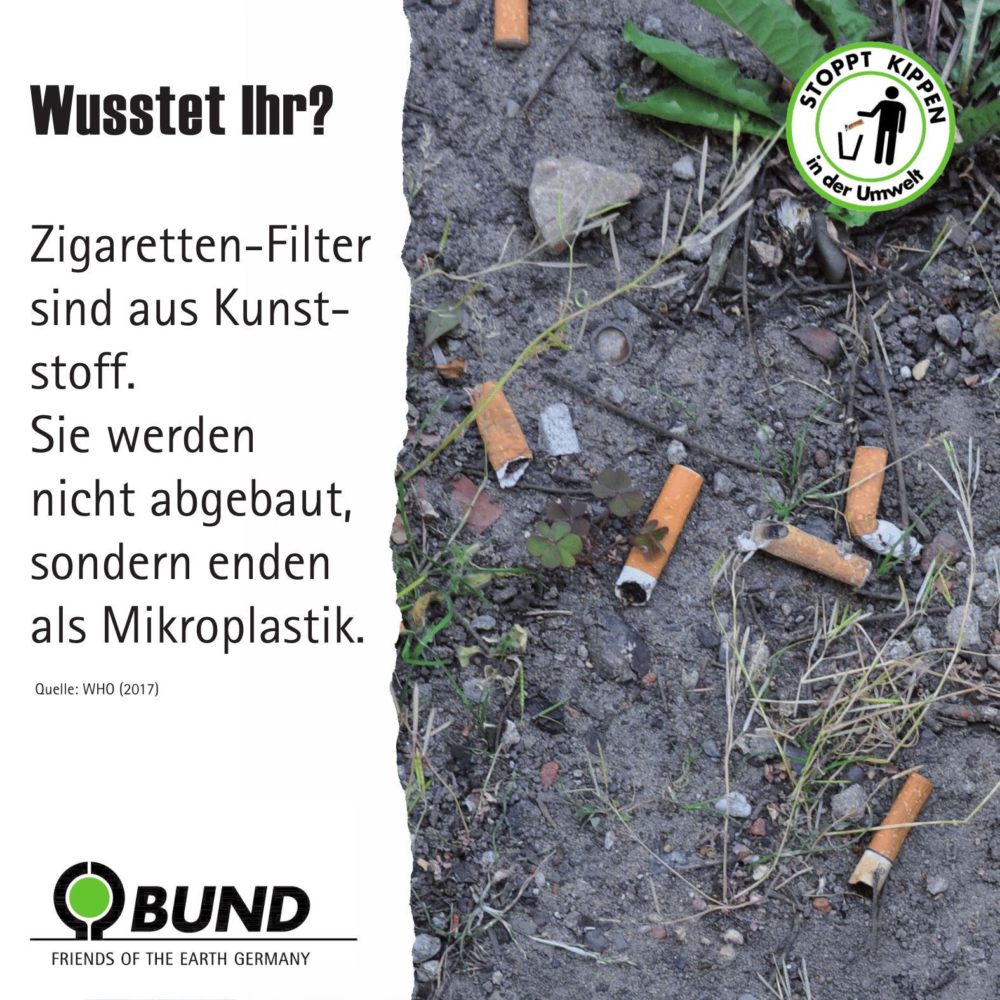 Wusstet Ihr?
Zigaretten-Filter
sind aus Kunst-
stoff.
Sie werden
nicht abgebaut,
sondern enden
als Mikroplastik.
Quelle: WHO (2017)
BUND
FRIENDS OF THE EARTH GERMANY
STOPPT KIPPEN
in der Umwelt